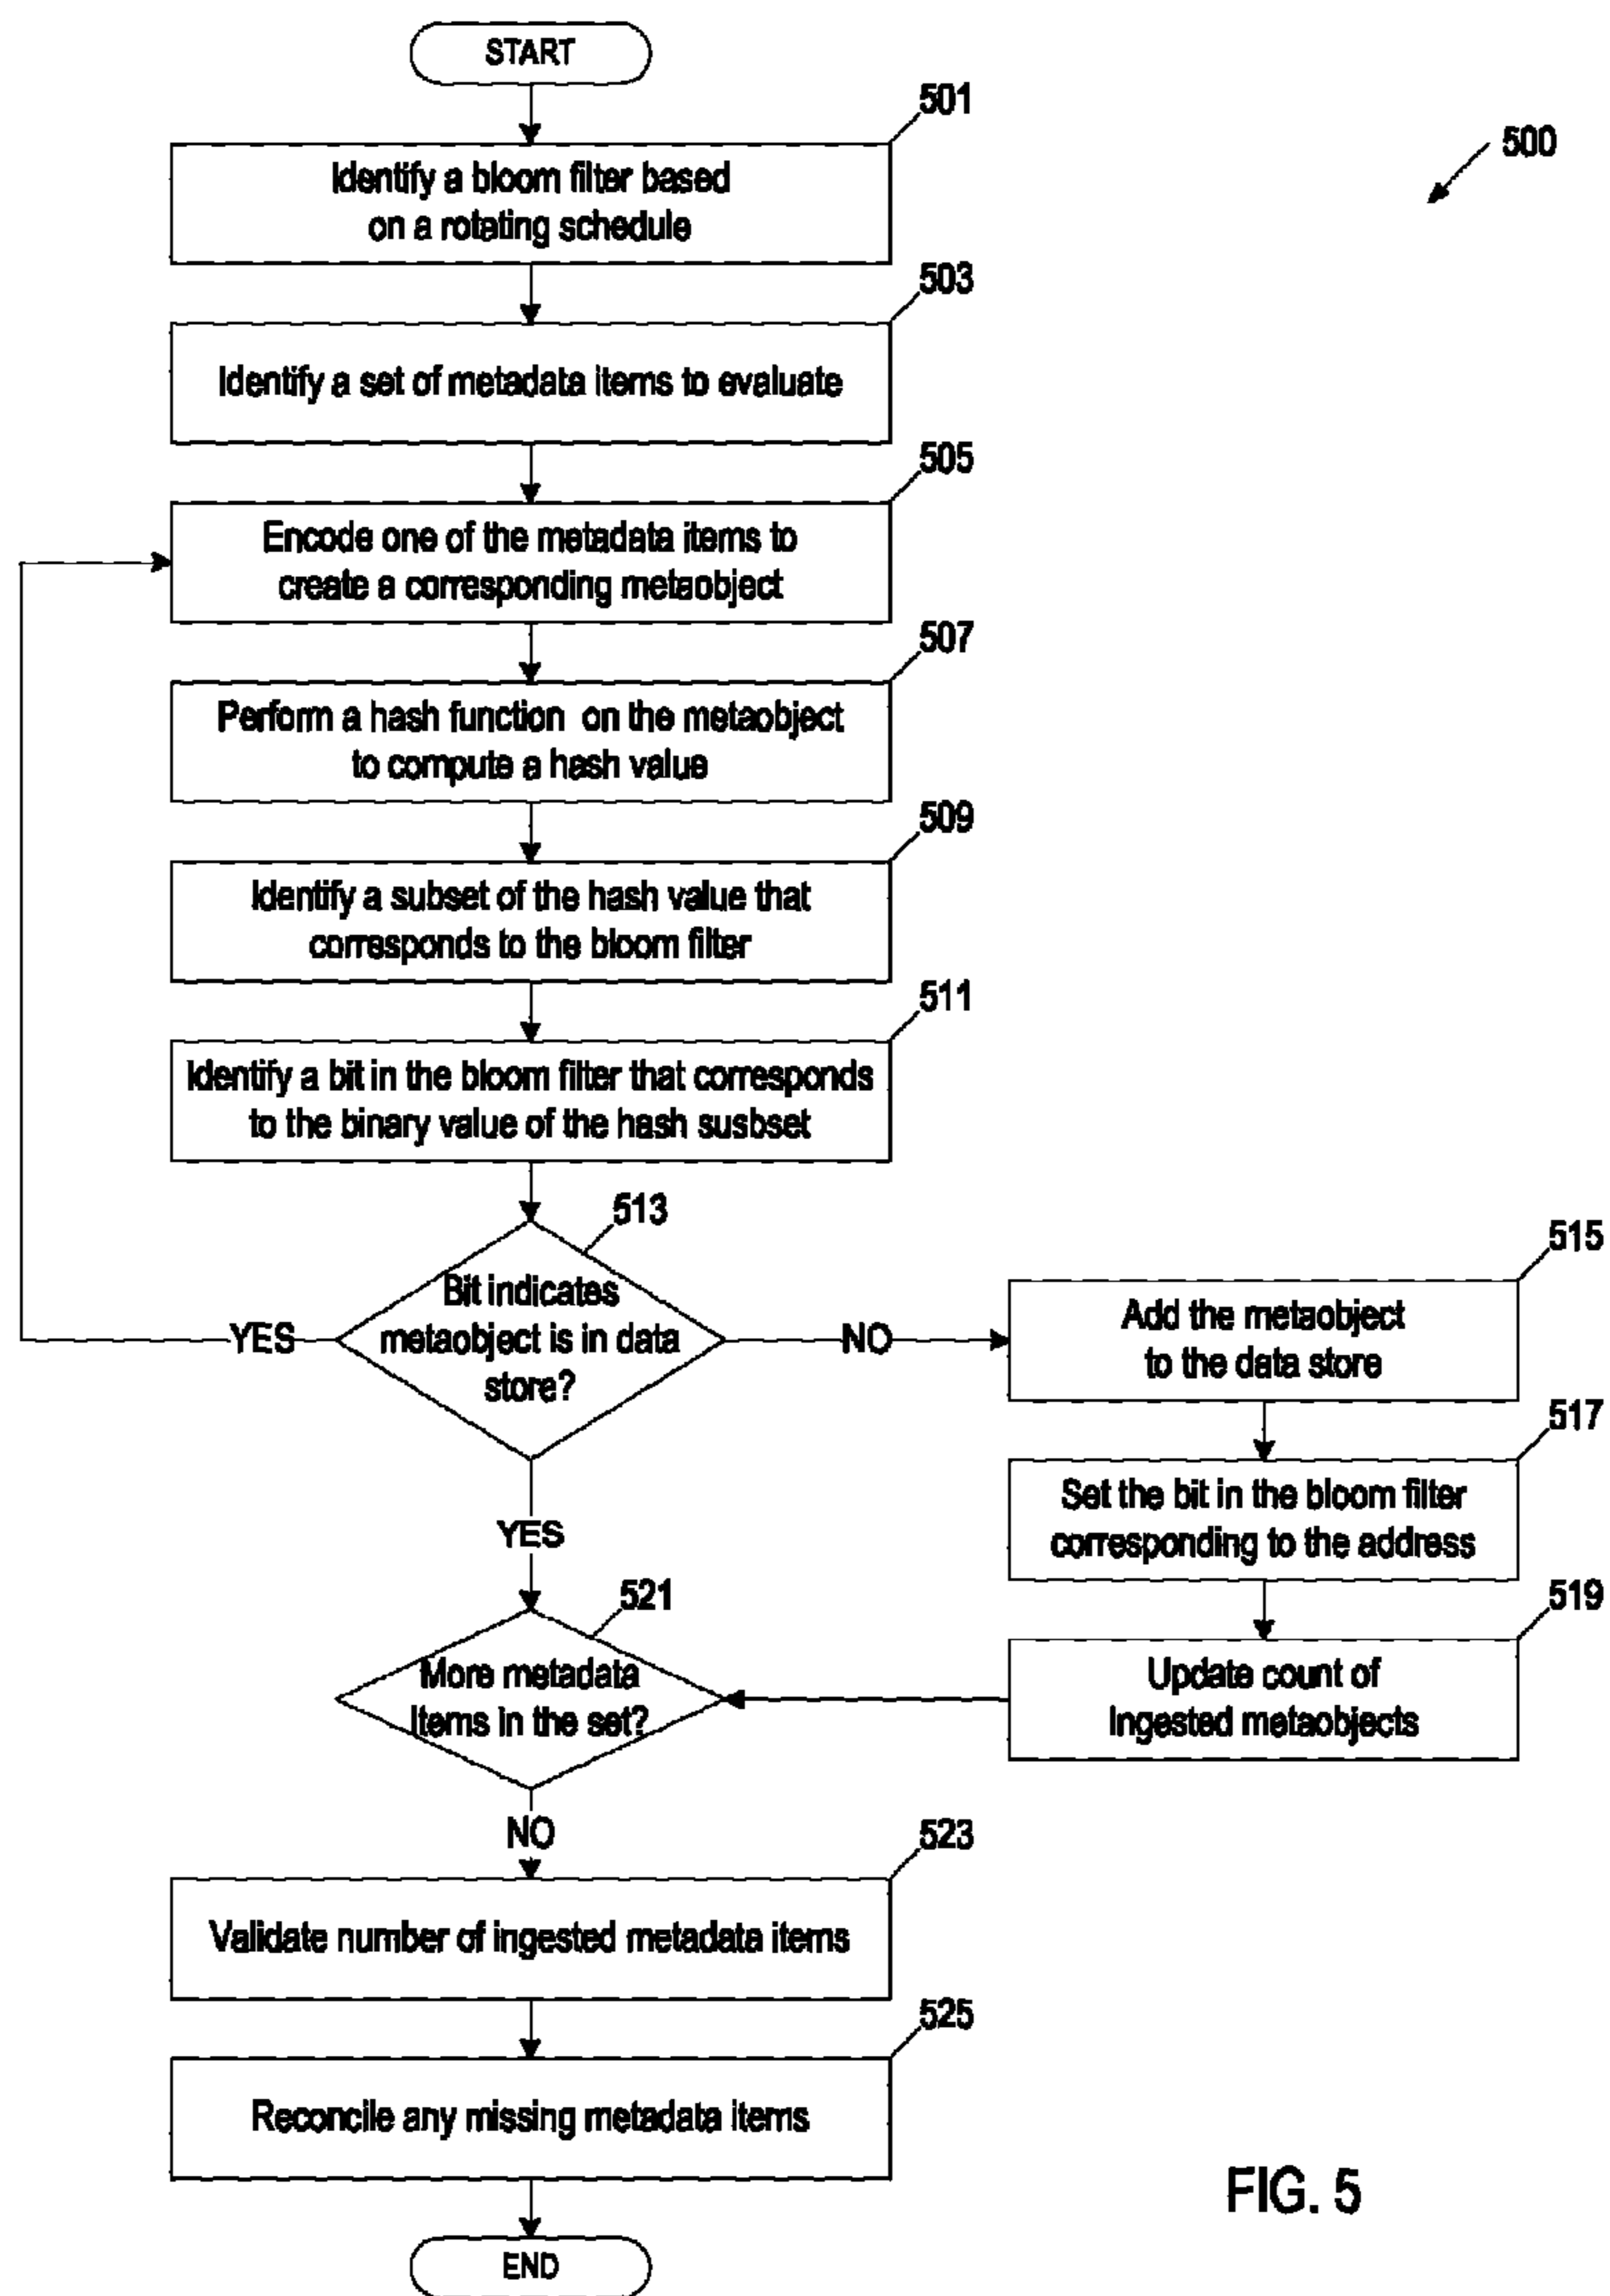 START
501
500
Identify a bloom filter based
on a rotating schedule
503
Identify a set of metadata items to evaluate
505
Encode one of the metadata items to
create a corresponding metaobject
507
Perform a hash function on the metaobject
to compute a hash value
509
Identify a subset of the hash value that
corresponds to the bloom filter
511
Identify a bit in the bloom filter that corresponds
to the binary value of the hash susbset
513
Bit indicates
metaobject is in data
store?
YES
NO
515
Add the metaobject
to the data store
517
Set the bit in the bloom filter
corresponding to the address
YES
519
Update count of
ingested metaobjects
521
More metadata
items in the set?
NO
523
Validate number of ingested metadata items
525
Reconcile any missing metadata items
FIG. 5
END